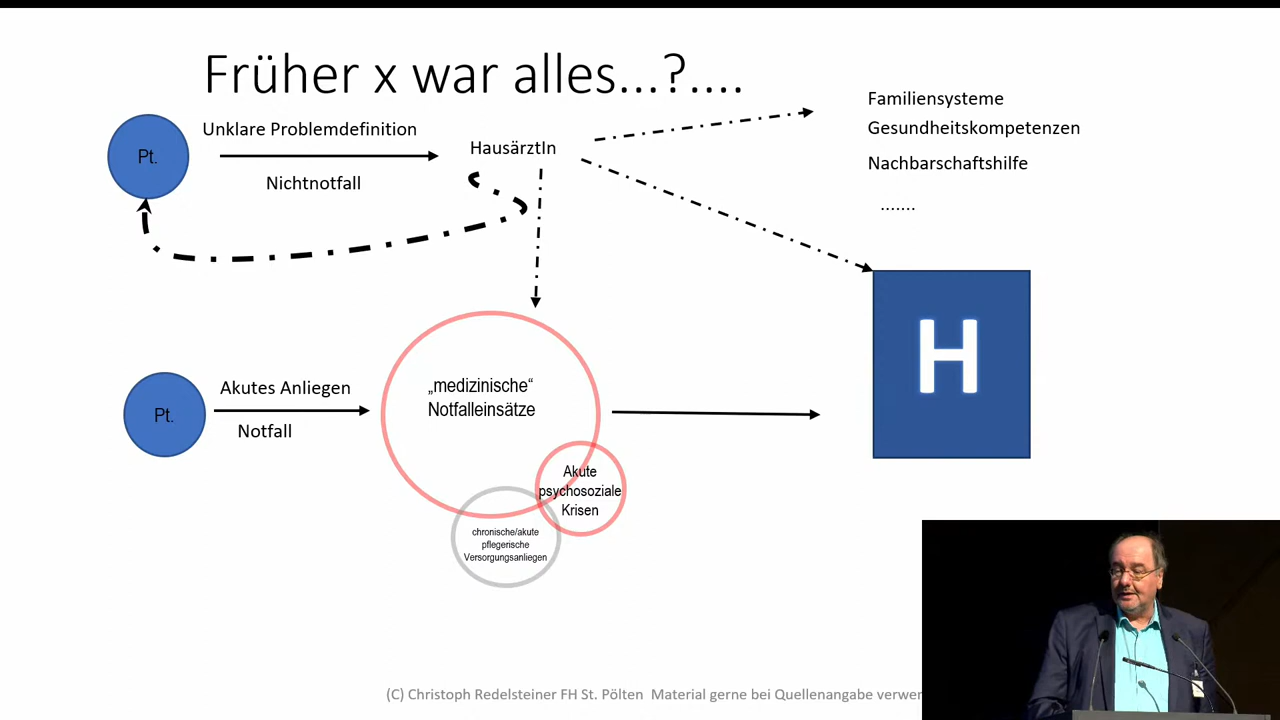 Früher x war alles...?....
Pt.
Unklare Problemdefinition
Nichtnotfall
HausärztIn
Familiensysteme
Gesundheitskompetenzen
Nachbarschaftshilfe
.......
H
Pt.
Akutes Anliegen
Notfall
„medizinische“
Notfalleinsätze
Akute
psychosoziale
Krisen
chronische/akute
pflegerische
Versorgungsanliegen
(C) Christoph Redelsteiner FH St. Pölten Material gerne bei Quellenangabe verwer